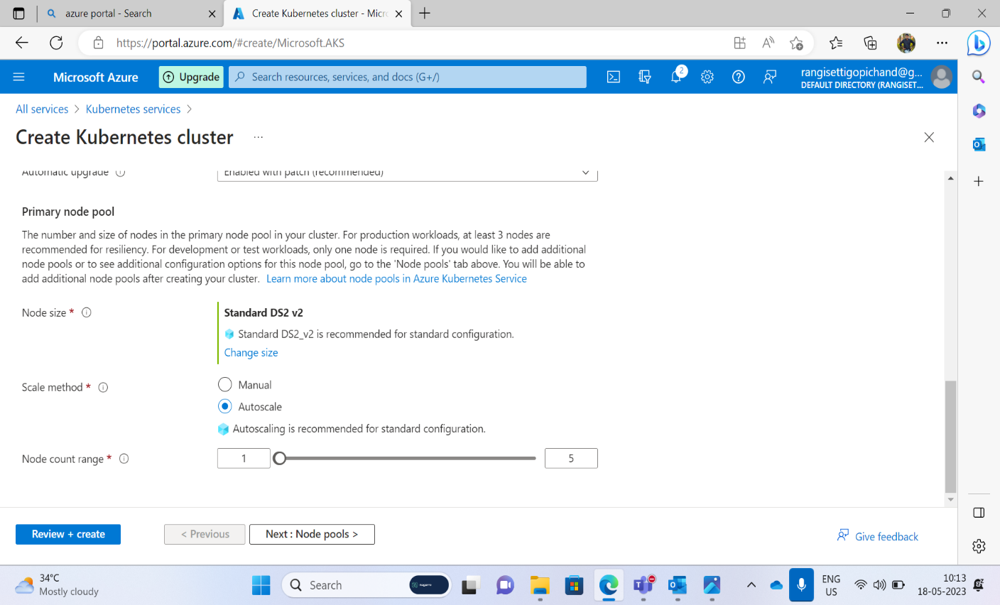 azure portal - Search
Create Kubernetes cluster - Micro
https://portal.azure.com/#create/Microsoft.AKS
Microsoft Azure
Upgrade
Search resources, services, and docs (G+/)
2
rangisettigopichand@g...
DEFAULT DIRECTORY (RANGISET...
All services > Kubernetes services >
Create Kubernetes cluster ...
Automatic upgrade
Enabled with patch (recommended)
Primary node pool
The number and size of nodes in the primary node pool in your cluster. For production workloads, at least 3 nodes are
recommended for resiliency. For development or test workloads, only one node is required. If you would like to add additional
node pools or to see additional configuration options for this node pool, go to the 'Node pools' tab above. You will be able to
add additional node pools after creating your cluster. Learn more about node pools in Azure Kubernetes Service
Node size *
Standard DS2 v2
Standard DS2_v2 is recommended for standard configuration.
Change size
Scale method *
Manual
Autoscale
Autoscaling is recommended for standard configuration.
Node count range *
1
5
Review + create
< Previous
Next : Node pools >
Give feedback
34°C
Mostly cloudy
Search
ENG
US
10:13
18-05-2023